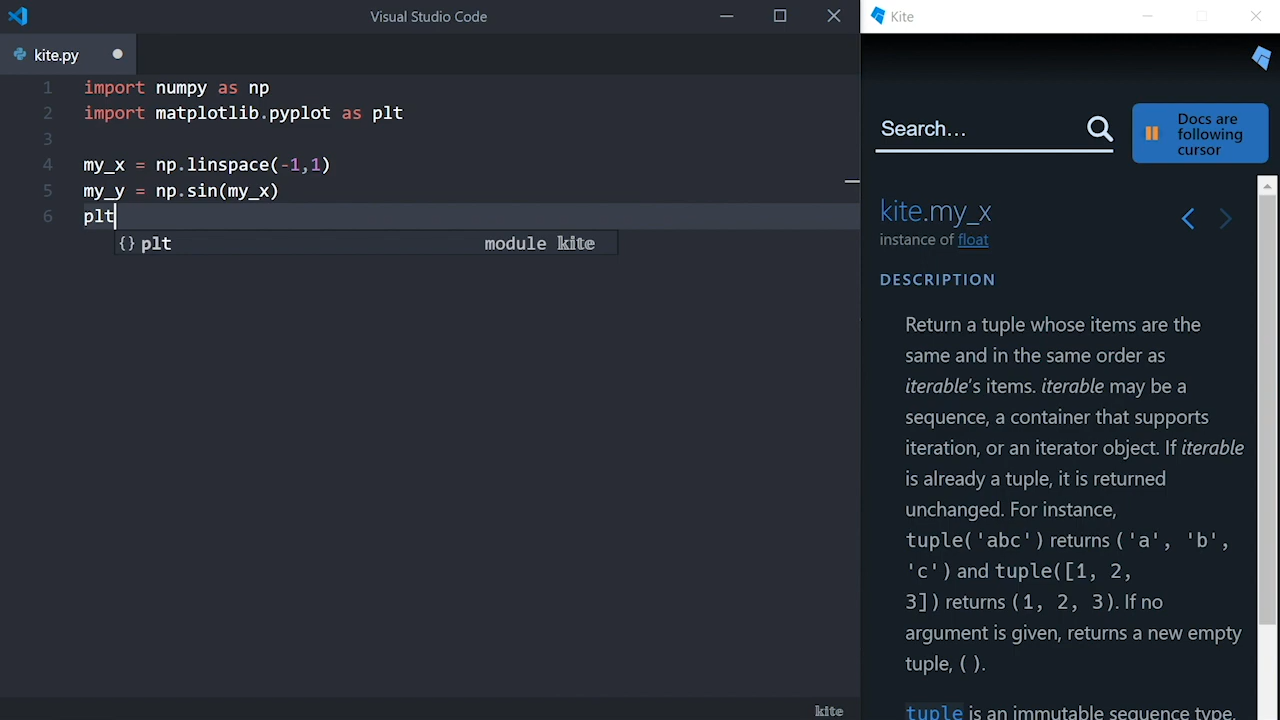 Visual Studio Code
kite.py
1 import numpy as np
2 import matplotlib.pyplot as plt
3
4 my_x = np.linspace(-1,1)
5 my_y = np.sin(my_x)
6 plt
{} plt module kite
kite
Kite
Search...
Docs are
following
cursor
kite.my_x
instance of float
DESCRIPTION
Return a tuple whose items are the
same and in the same order as
iterable's items. iterable may be a
sequence, a container that supports
iteration, or an iterator object. If iterable
is already a tuple, it is returned
unchanged. For instance,
tuple('abc') returns ('a', 'b',
'c') and tuple([1, 2,
3]) returns (1, 2, 3). If no
argument is given, returns a new empty
tuple, ().
tuple is an immutable sequence type,